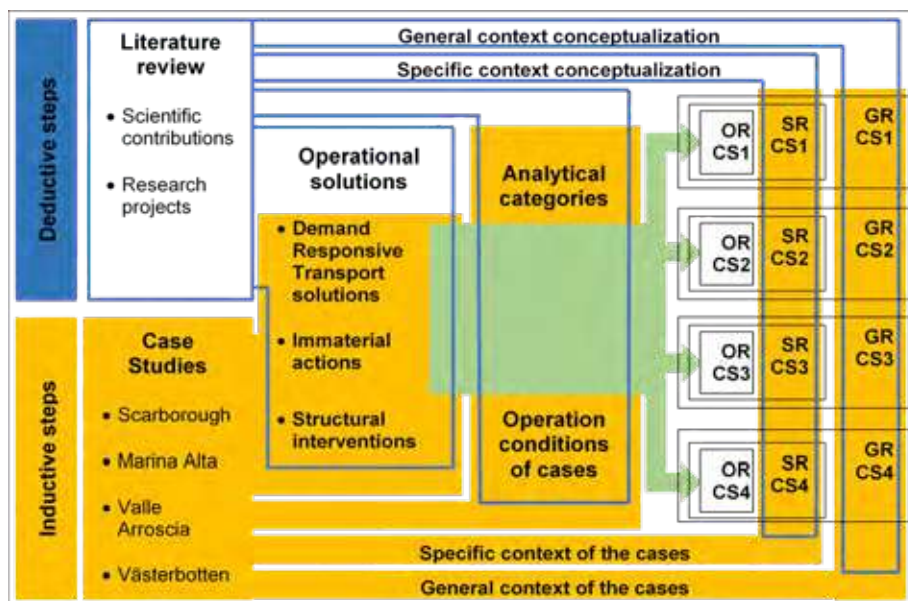 Deductive steps
Literature
review
• Scientific
contributions
• Research
projects
General context conceptualization
Specific context conceptualization
Operational
solutions
• Demand
Responsive
Transport
solutions
• Immaterial
actions
• Structural
interventions
Analytical
categories
Operation
conditions
of cases
OR
CS1
SR
CS1
GR
CS1
OR
CS2
SR
CS2
GR
CS2
OR
CS3
SR
CS3
GR
CS3
OR
CS4
SR
CS4
GR
CS4
Inductive steps
Case
Studies
• Scarborough
• Marina Alta
• Valle
Arroscia
• Västerbotten
Specific context of the cases
General context of the cases